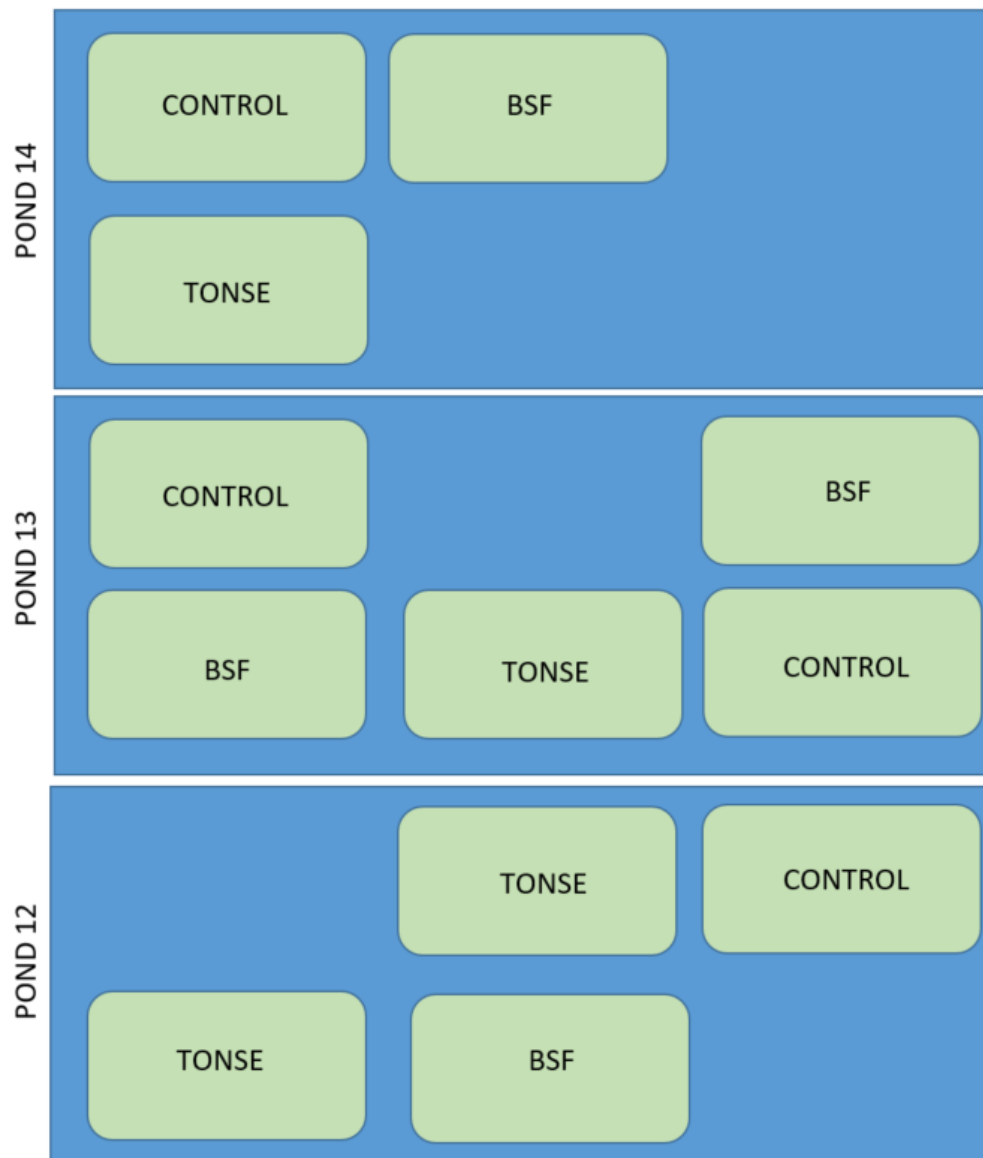 POND 14
CONTROL
BSF
TONSE
POND 13
CONTROL
BSF
BSF
TONSE
CONTROL
POND 12
TONSE
CONTROL
TONSE
BSF